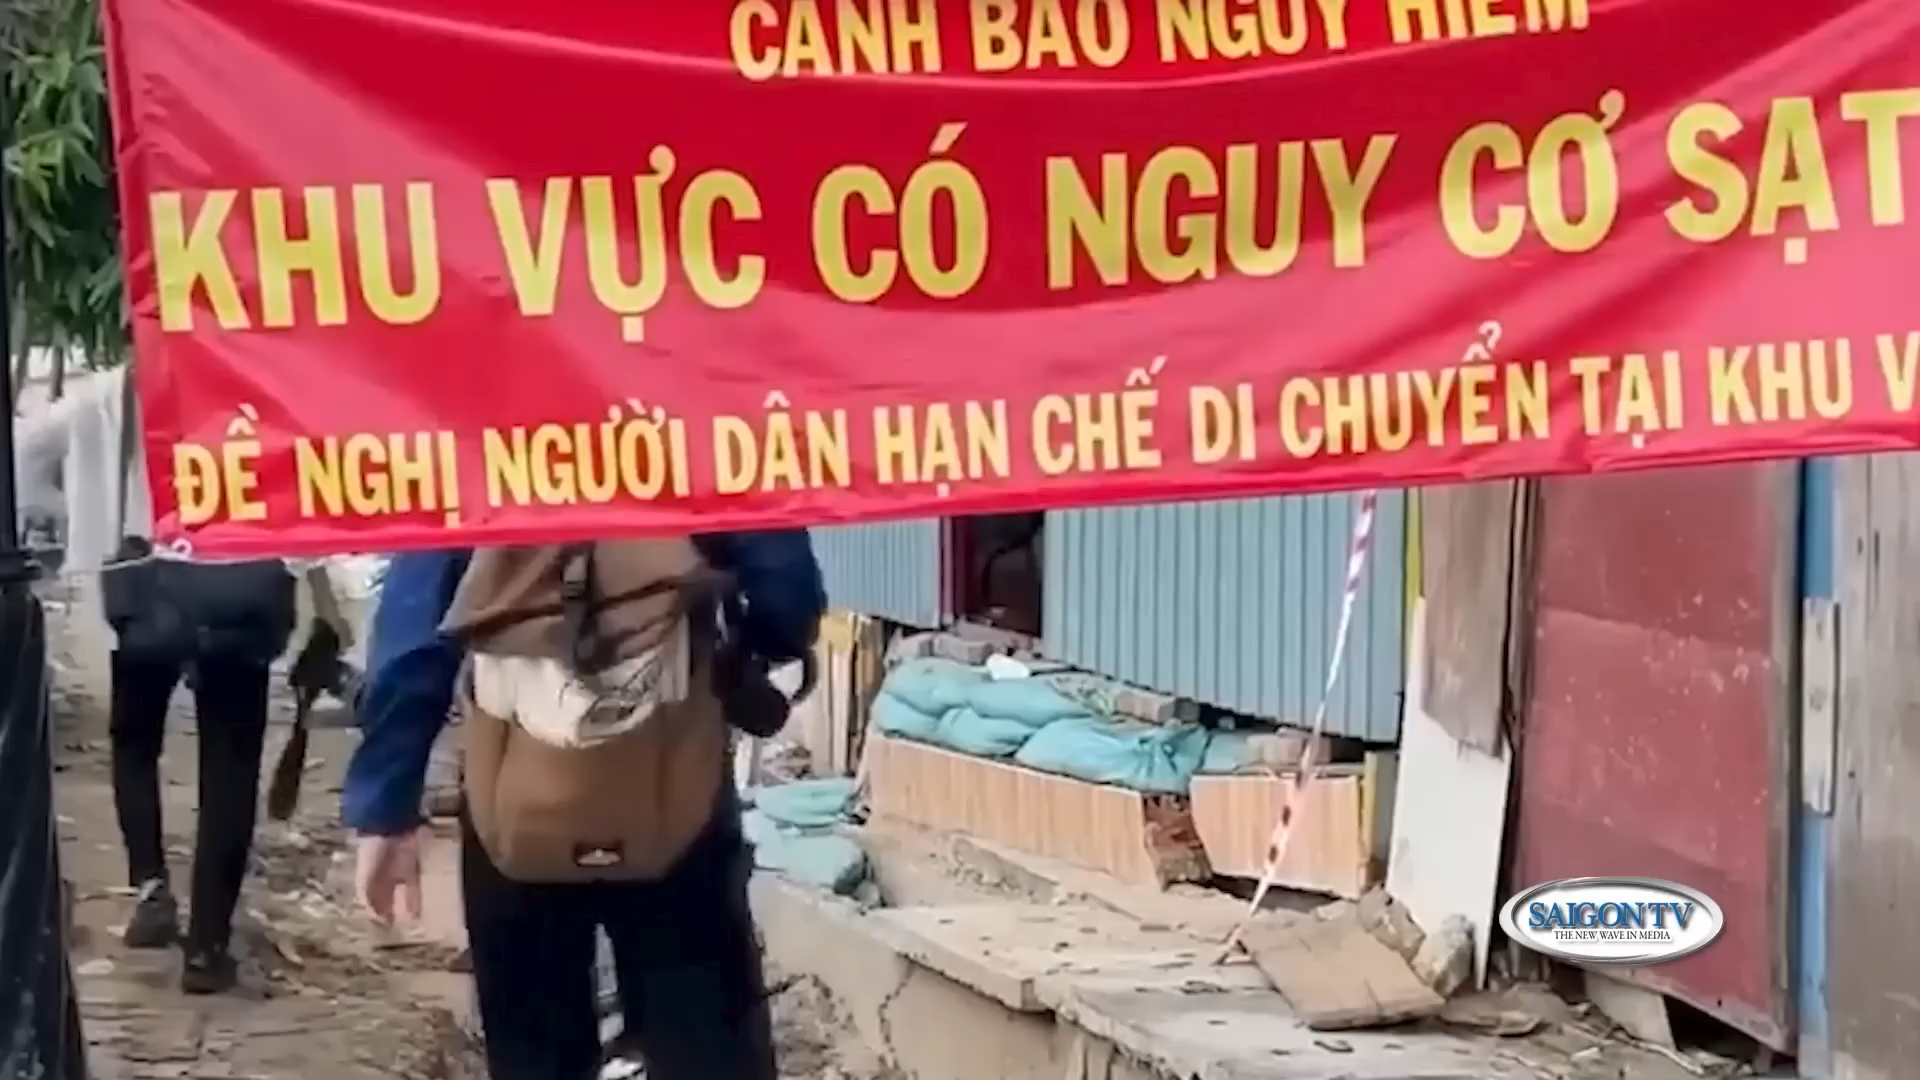 CẢNH BÁO NGUY HIỂM
KHU VỰC CÓ NGUY CƠ SẠT
ĐỀ NGHỊ NGƯỜI DÂN HẠN CHẾ DI CHUYỂN TẠI KHU V
SAIGON TV
THE NEW WAVE IN MEDIA